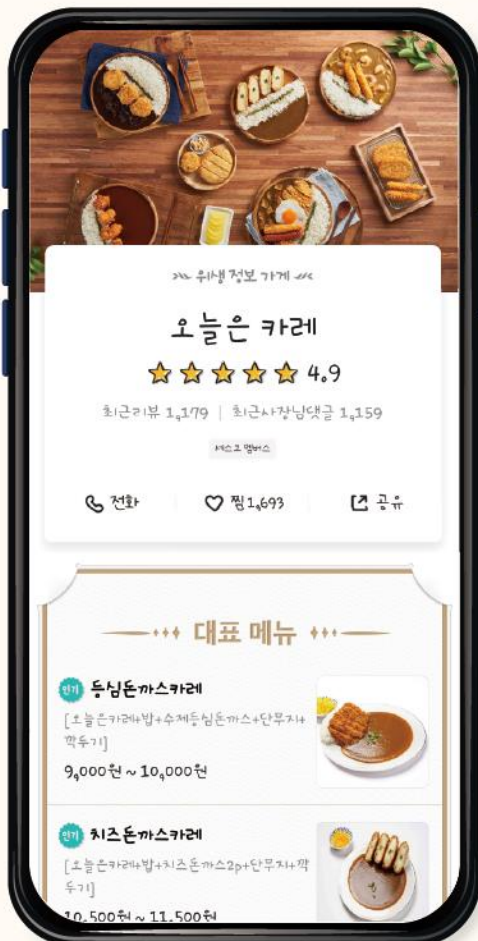 위생 정보 가게
오늘은 카레
4.9
최근리뷰 1,179 | 최근사장님댓글 1,159
세스코 멤버스
전화
찜1,693
공유
대표 메뉴
인기 등심돈까스카레
[오늘은카레+밥+수제등심돈까스+단무지+
깍두기]
9,000원 ~ 10,000원
인기 치즈돈까스카레
[오늘은카레+밥+치즈돈까스2p+단무지+깍
두기]
10,500원 ~ 11,500원